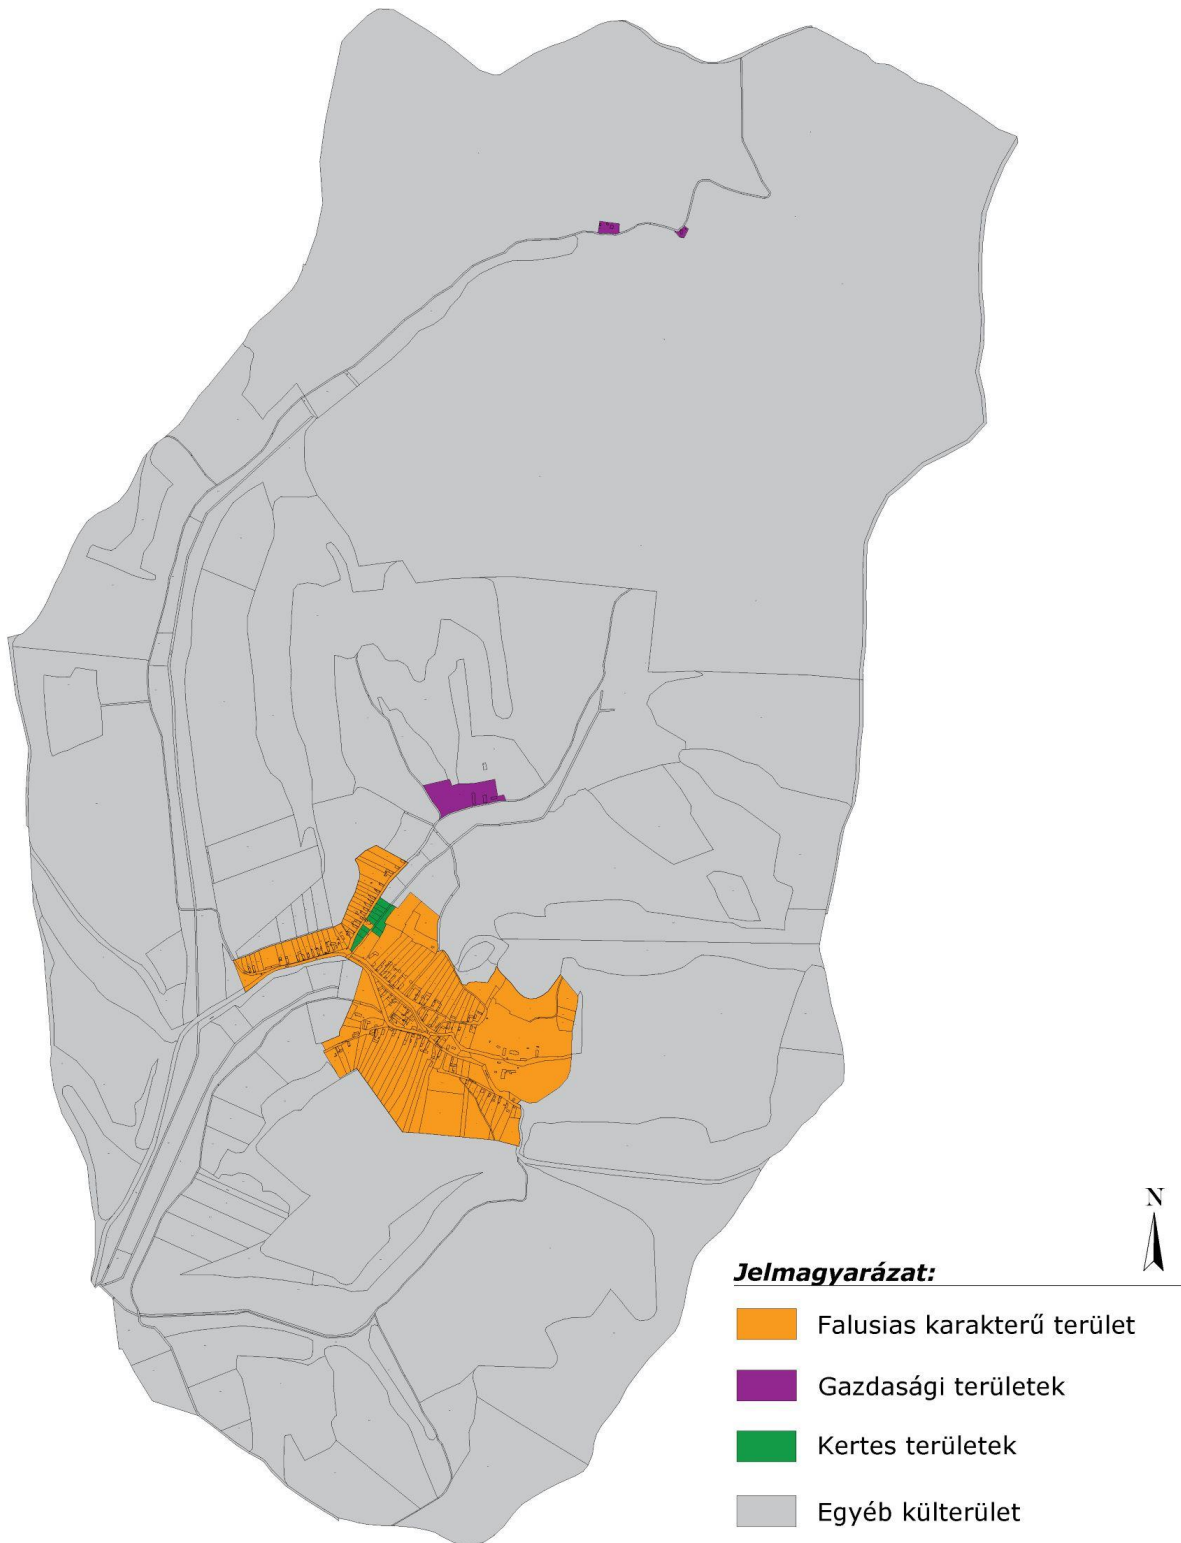 N
Jelmagyarázat:
Falusias karakterű terület
Gazdasági területek
Kertes területek
Egyéb külterület